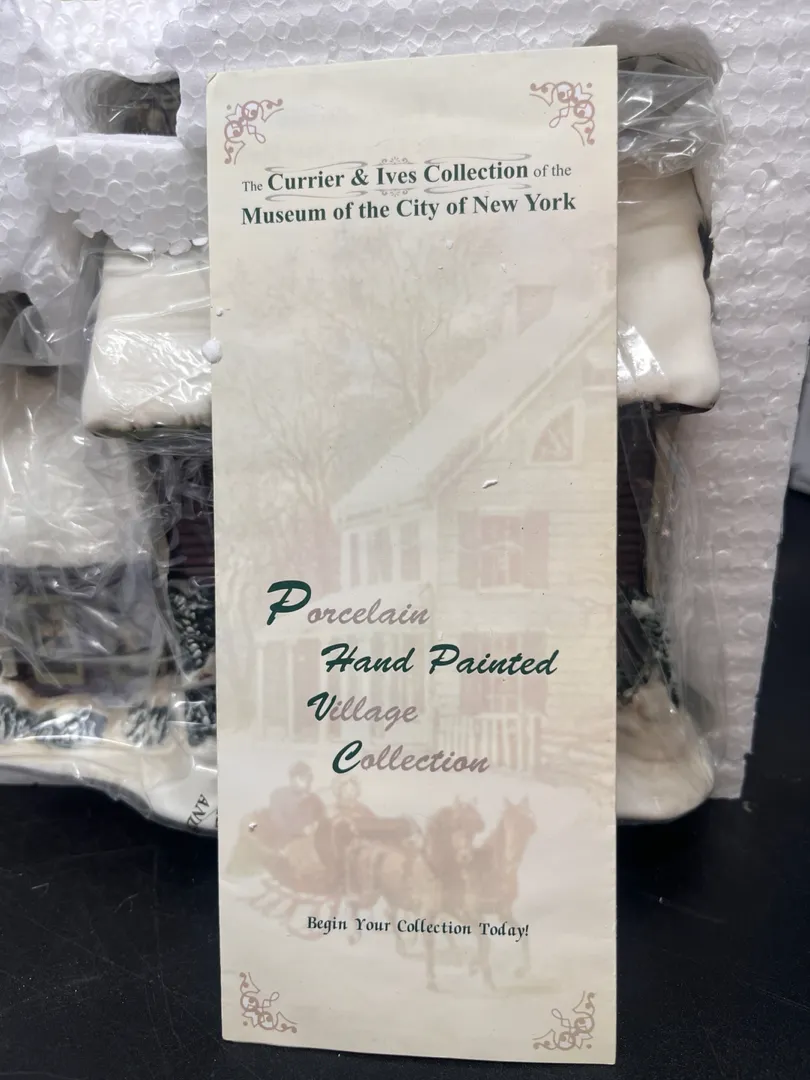 The Currier & Ives Collection of the
Museum of the City of New York
Porcelain
Hand Painted
Village
Collection
Begin Your Collection Today!
AND